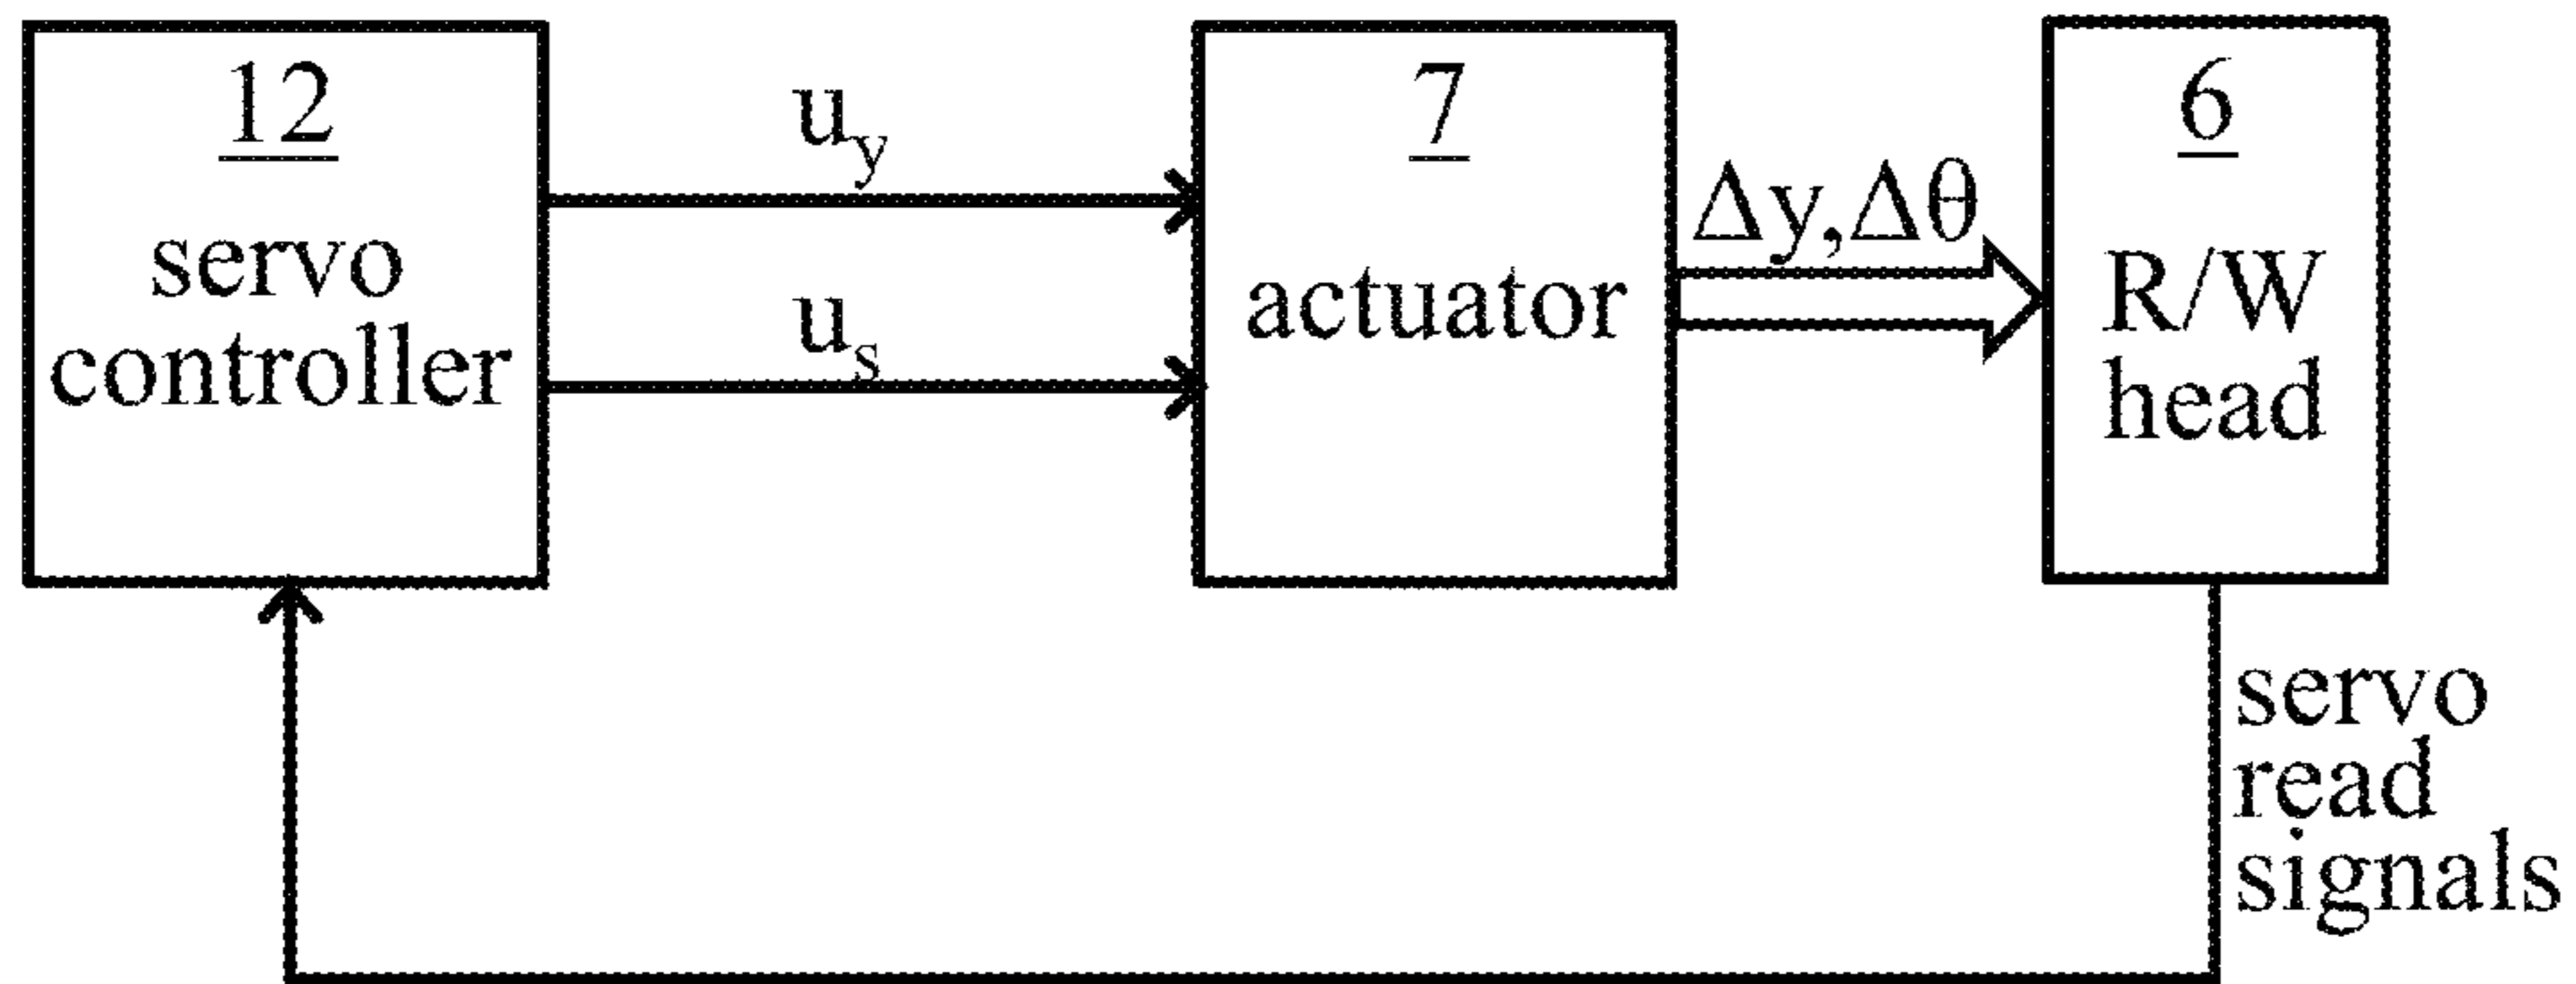 12
servo
controller
u_y
u_s
7
actuator
Δy,Δθ
6
R/W
head
servo
read
signals